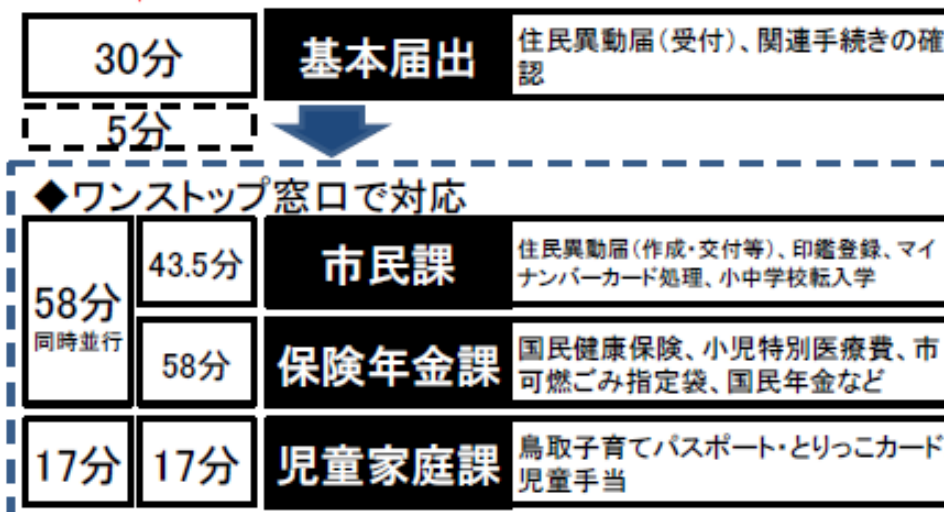 30分
基本届出
住民異動届(受付)、関連手続きの確
認
5分
◆ワンストップ窓口で対応
58分
同時並行
43.5分
市民課
住民異動届(作成・交付等)、印鑑登録、マイ
ナンバーカード処理、小中学校転入学
58分
保険年金課
国民健康保険、小児特別医療費、市
可燃ごみ指定袋、国民年金など
17分
17分
児童家庭課
鳥取子育てパスポート・とりっこカード
児童手当